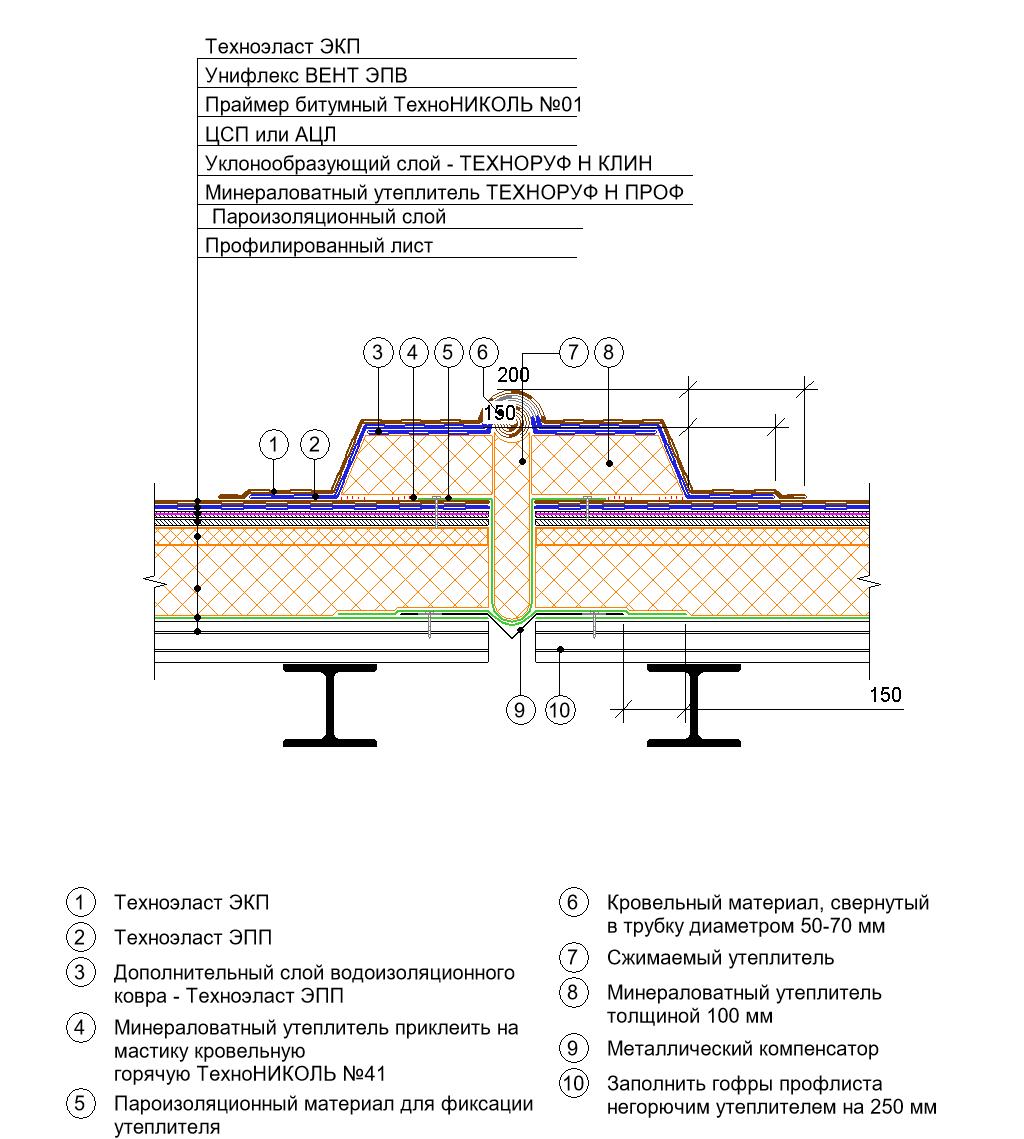 Техноэласт ЭКП
Унифлекс ВЕНТ ЭПВ
Праймер битумный ТехноНИКОЛЬ №01
ЦСП или АЦЛ
Уклонообразующий слой - ТЕХНОРУФ Н КЛИН
Минераловатный утеплитель ТЕХНОРУФ Н ПРОФ
Пароизоляционный слой
Профилированный лист
3 4 5 6 7 8
200
150
1 2
150
9 10
1 Техноэласт ЭКП
2 Техноэласт ЭПП
3 Дополнительный слой водоизоляционного
ковра - Техноэласт ЭПП
4 Минераловатный утеплитель приклеить на
мастику кровельную
горячую ТехноНИКОЛЬ №41
5 Пароизоляционный материал для фиксации
утеплителя
6 Кровельный материал, свернутый
в трубку диаметром 50-70 мм
7 Сжимаемый утеплитель
8 Минераловатный утеплитель
толщиной 100 мм
9 Металлический компенсатор
10 Заполнить гофры профлиста
негорючим утеплителем на 250 мм